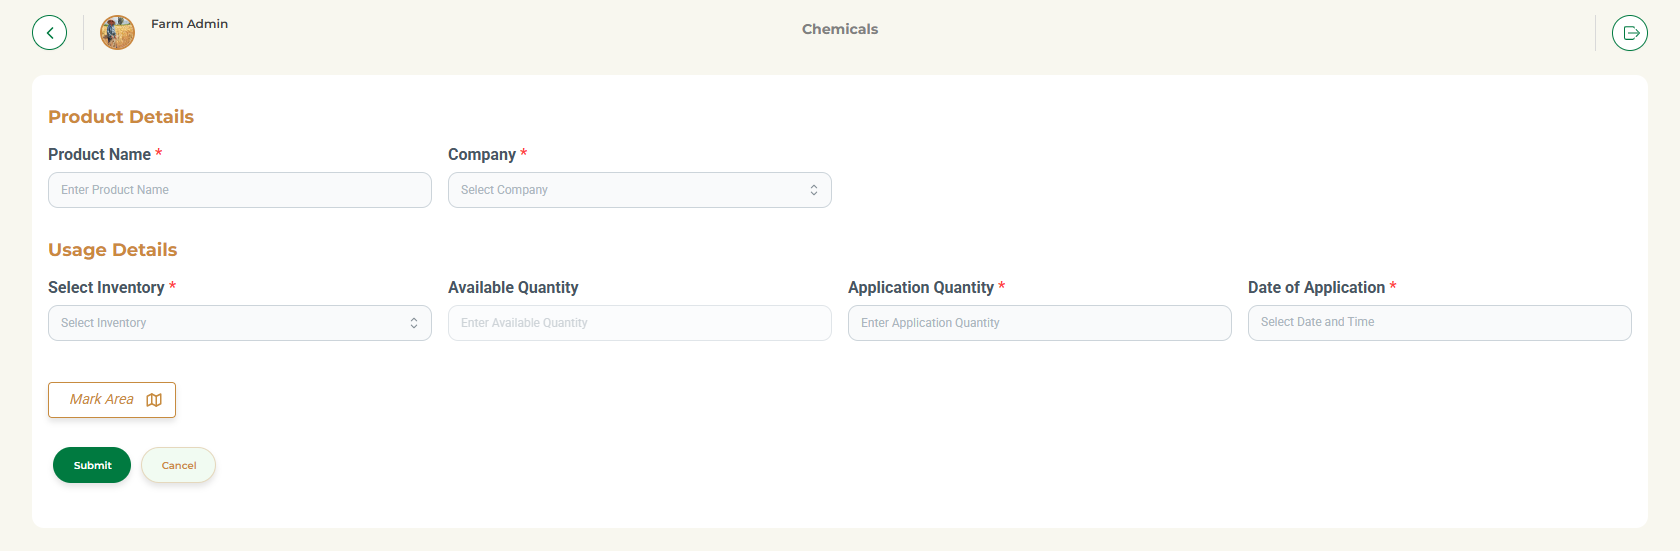 Farm Admin
Chemicals
Product Details
Product Name *
Company *
Enter Product Name
Select Company
Usage Details
Select Inventory *
Available Quantity
Application Quantity *
Date of Application *
Select Inventory
Enter Available Quantity
Enter Application Quantity
Select Date and Time
Mark Area
Submit
Cancel